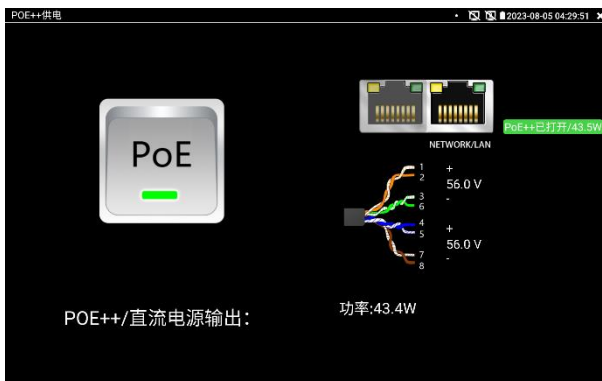 POE++供电
2023-08-05 04:29:51
PoE
PoE++已打开/43.5W
NETWORK/LAN
1 +
2
56.0 V
3 -
6
4 +
5
56.0 V
7 -
8
功率:43.4W
POE++/直流电源输出：